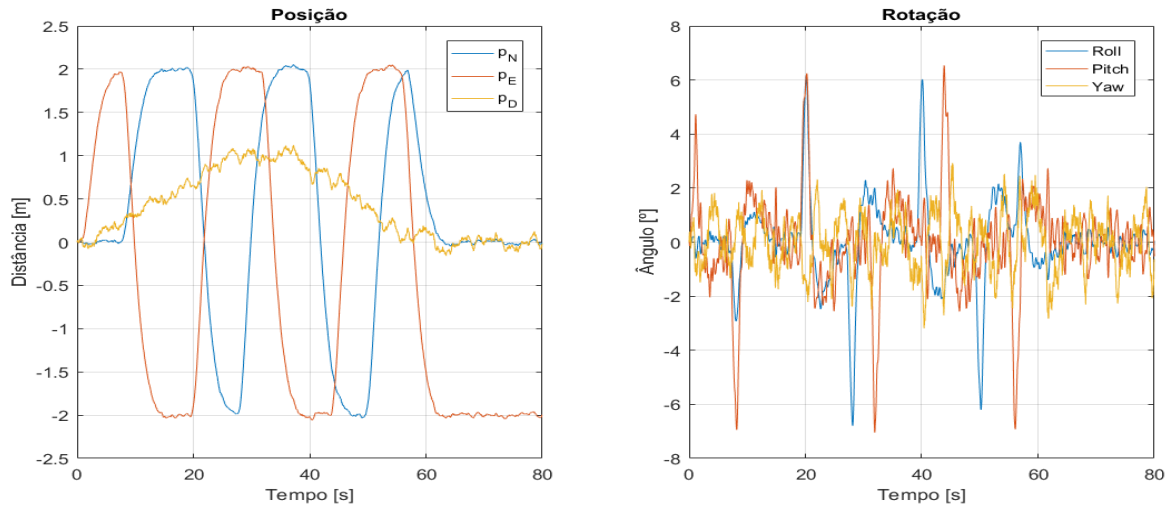 Posição
2.5
2
1.5
1
0.5
0
-0.5
-1
-1.5
-2
-2.5
0
20
40
60
80
Distância [m]
Tempo [s]
p_N
p_E
p_D
Rotação
8
6
4
2
0
-2
-4
-6
-8
0
20
40
60
80
Ângulo [º]
Tempo [s]
Roll
Pitch
Yaw